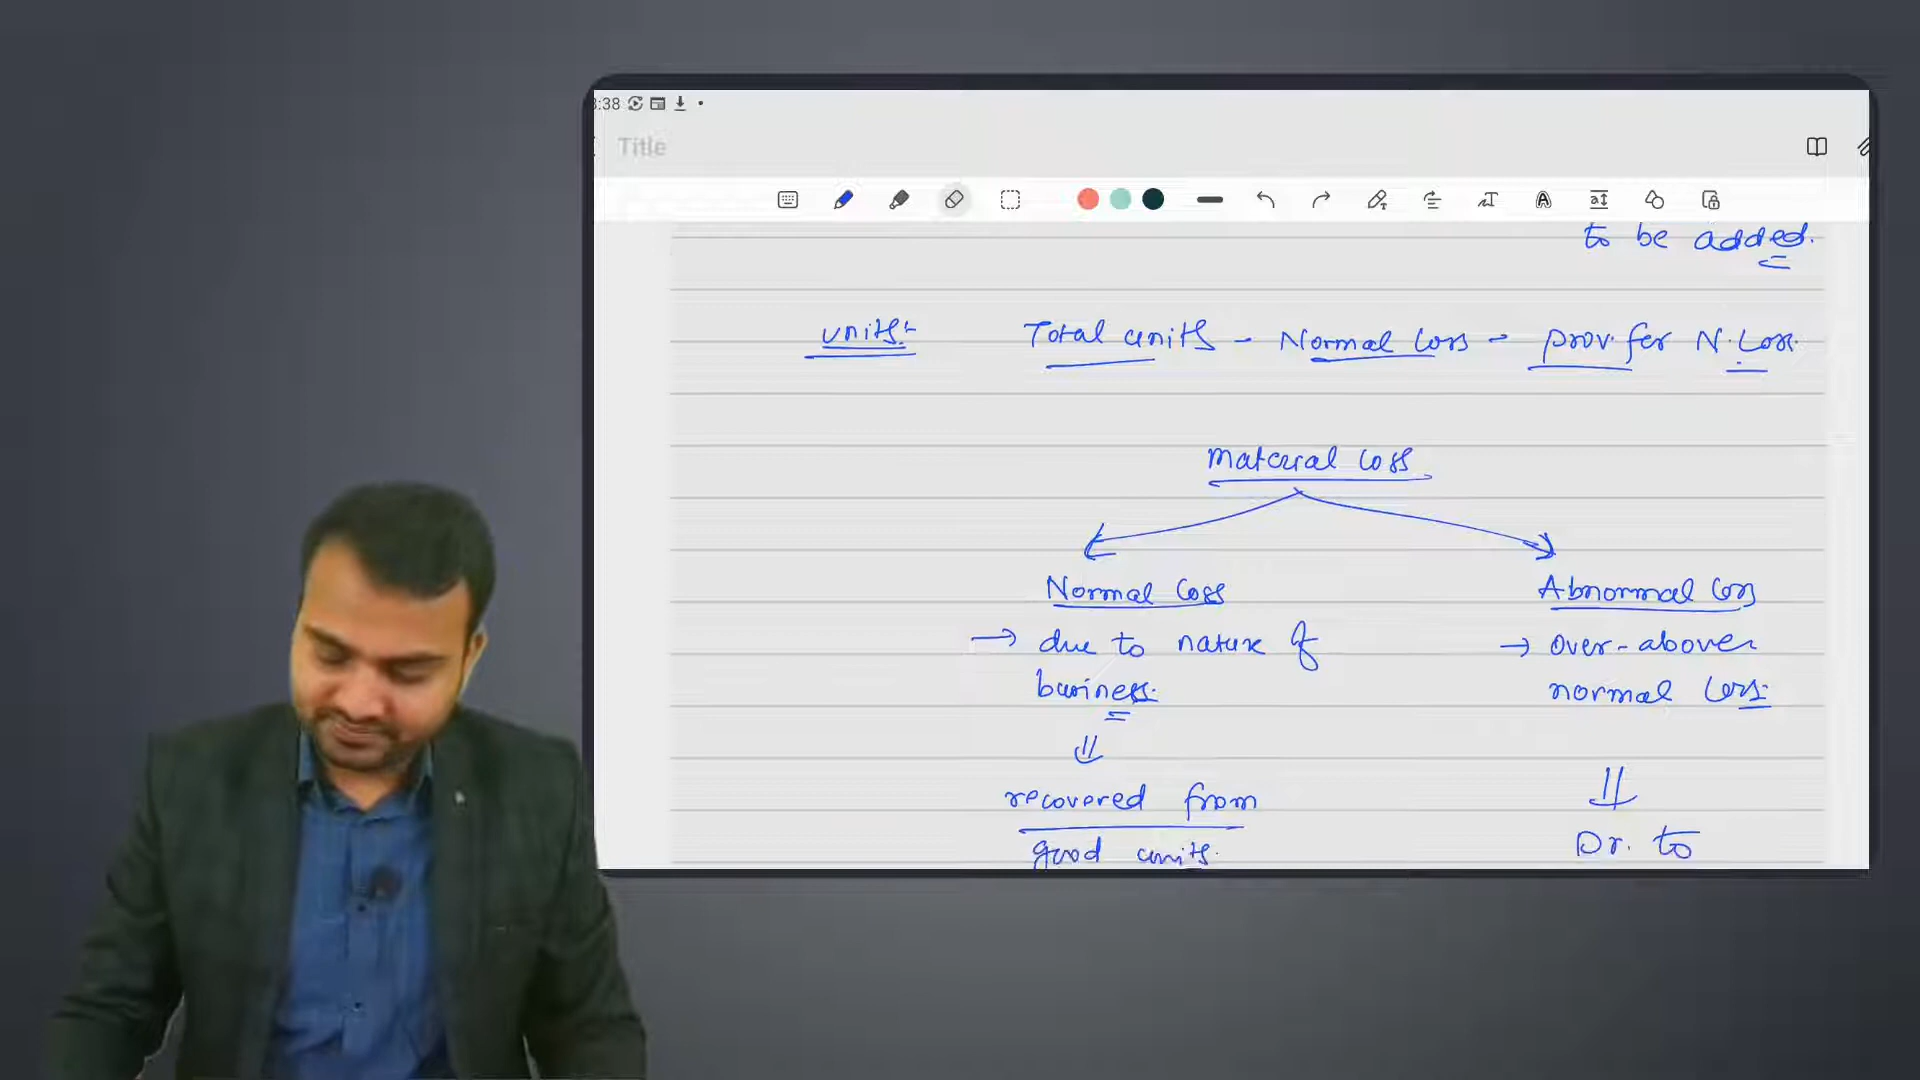 :38
Title
to be added.
units:- Total units - Normal Loss - prov. for N. Loss.
Material Loss
Normal Loss Abnormal Loss
→ due to nature of → over-above
business. normal loss.
recovered from
good units. Dr. to